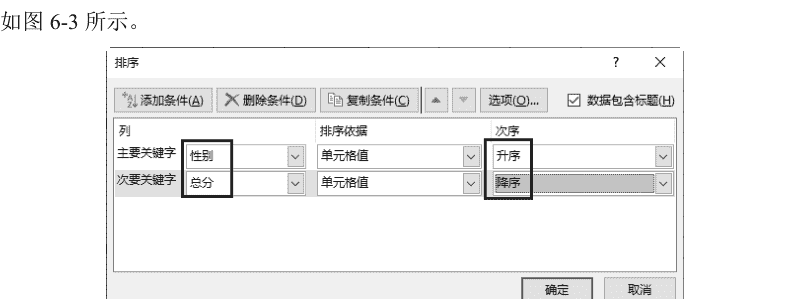 如图 6-3 所示。
排序 ? ×
添加条件(A) 删除条件(D) 复制条件(C) 选项(O)... 数据包含标题(H)
列 排序依据 次序
主要关键字 性别 单元格值 升序
次要关键字 总分 单元格值 降序
确定 取消